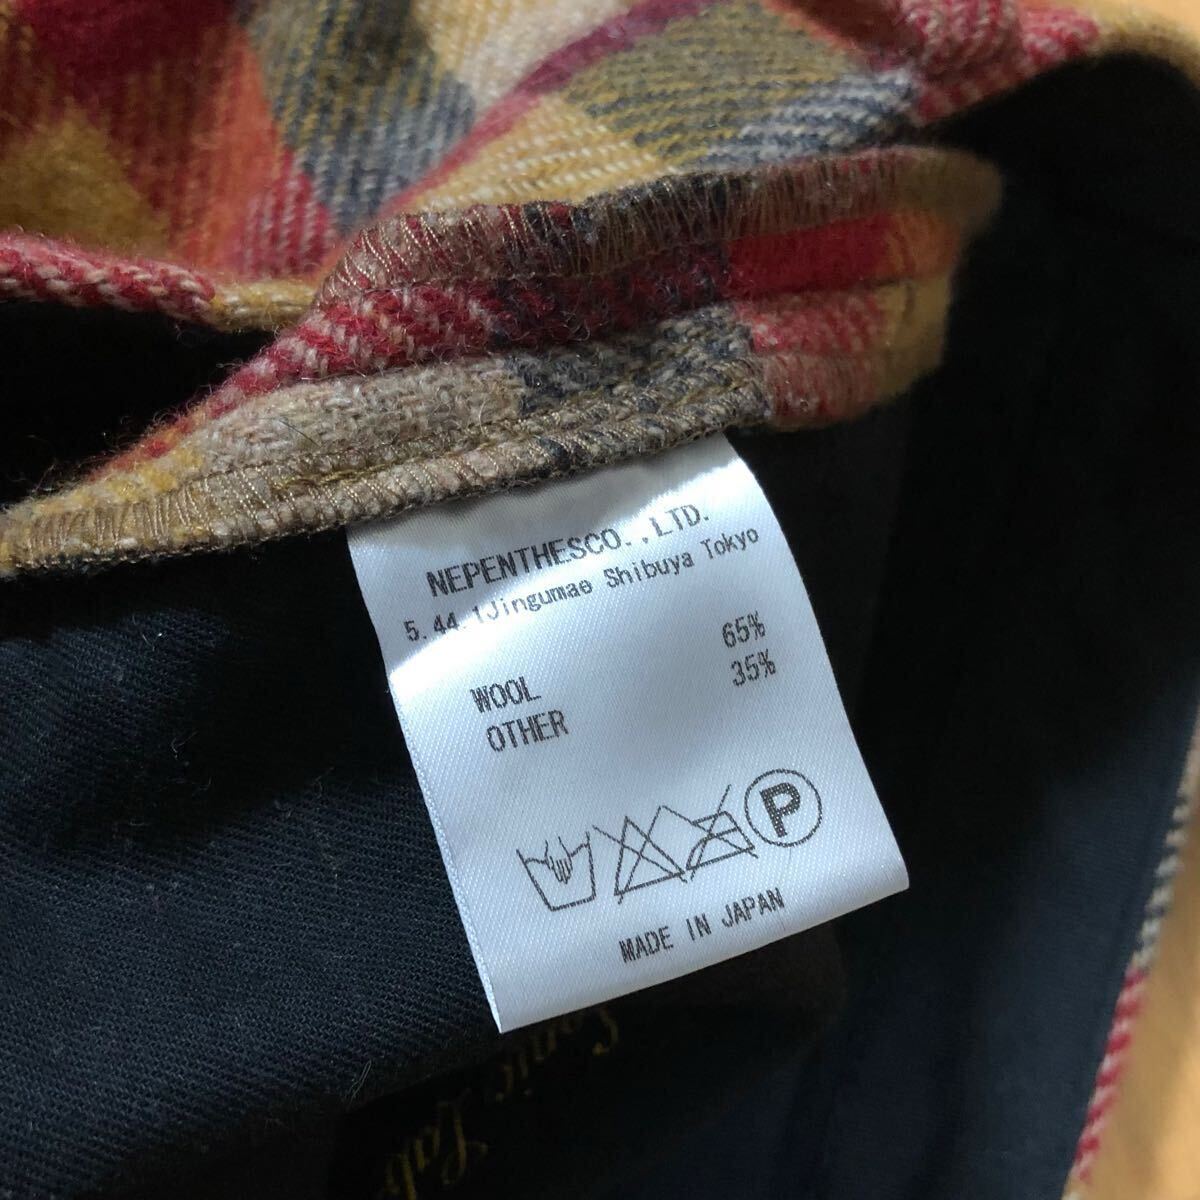 NEPENTHESCO.,LTD.
5.44.1Jingumae Shibuya Tokyo
WOOL 65%
OTHER 35%
P
MADE IN JAPAN